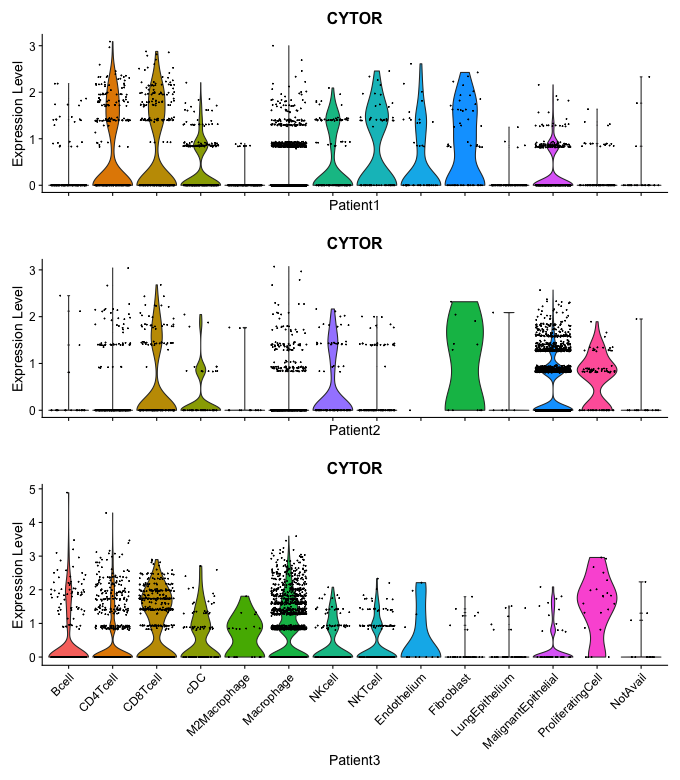 CYTOR
Expression Level
3
2
1
0
Patient1
CYTOR
Expression Level
3
2
1
0
Patient2
CYTOR
Expression Level
5
4
3
2
1
0
Bcell
CD4Tcell
CD8Tcell
cDC
M2Macrophage
Macrophage
NKcell
NKTcell
Endothelium
Fibroblast
LungEpithelium
MalignantEpithelial
ProliferatingCell
NotAvail
Patient3